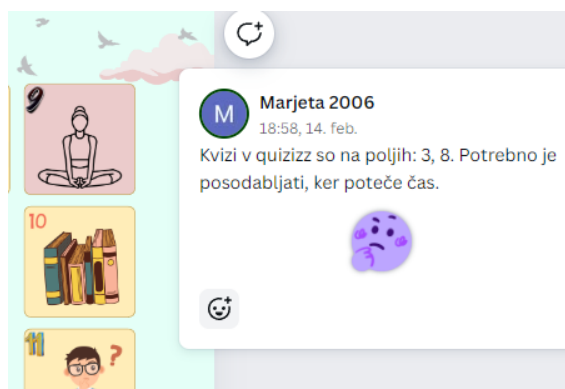 9
M
Marjeta 2006
18:58, 14. feb.
Kvizi v quizizz so na poljih: 3, 8. Potrebno je
posodabljati, ker poteče čas.
10
11
?